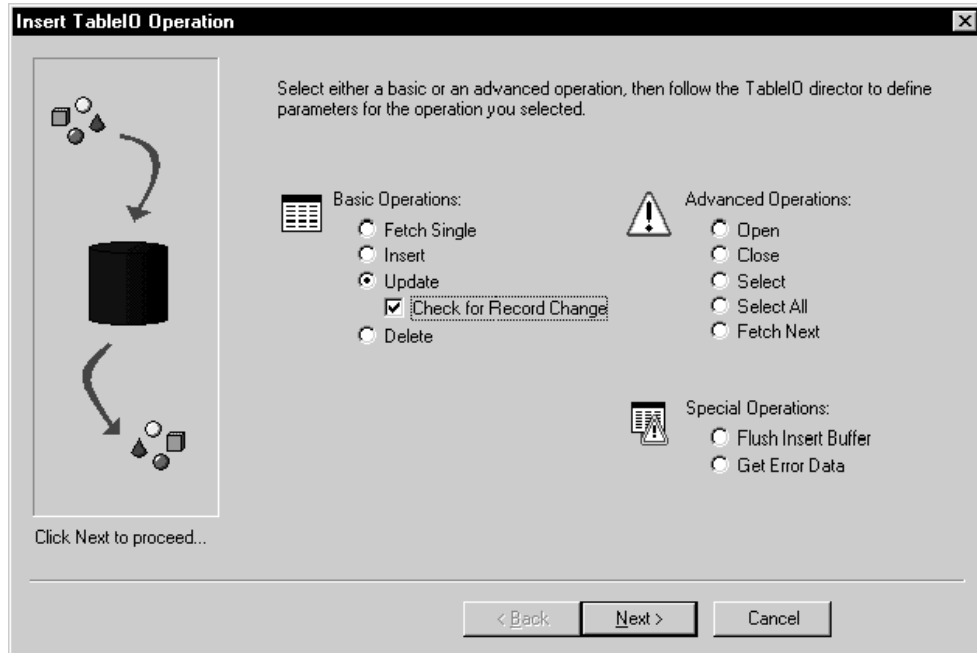 Insert TableIO Operation
Select either a basic or an advanced operation, then follow the TableIO director to define
parameters for the operation you selected.
Basic Operations:
Fetch Single
Insert
Update
Check for Record Change
Delete
Advanced Operations:
Open
Close
Select
Select All
Fetch Next
Special Operations:
Flush Insert Buffer
Get Error Data
Click Next to proceed...
< Back
Next >
Cancel